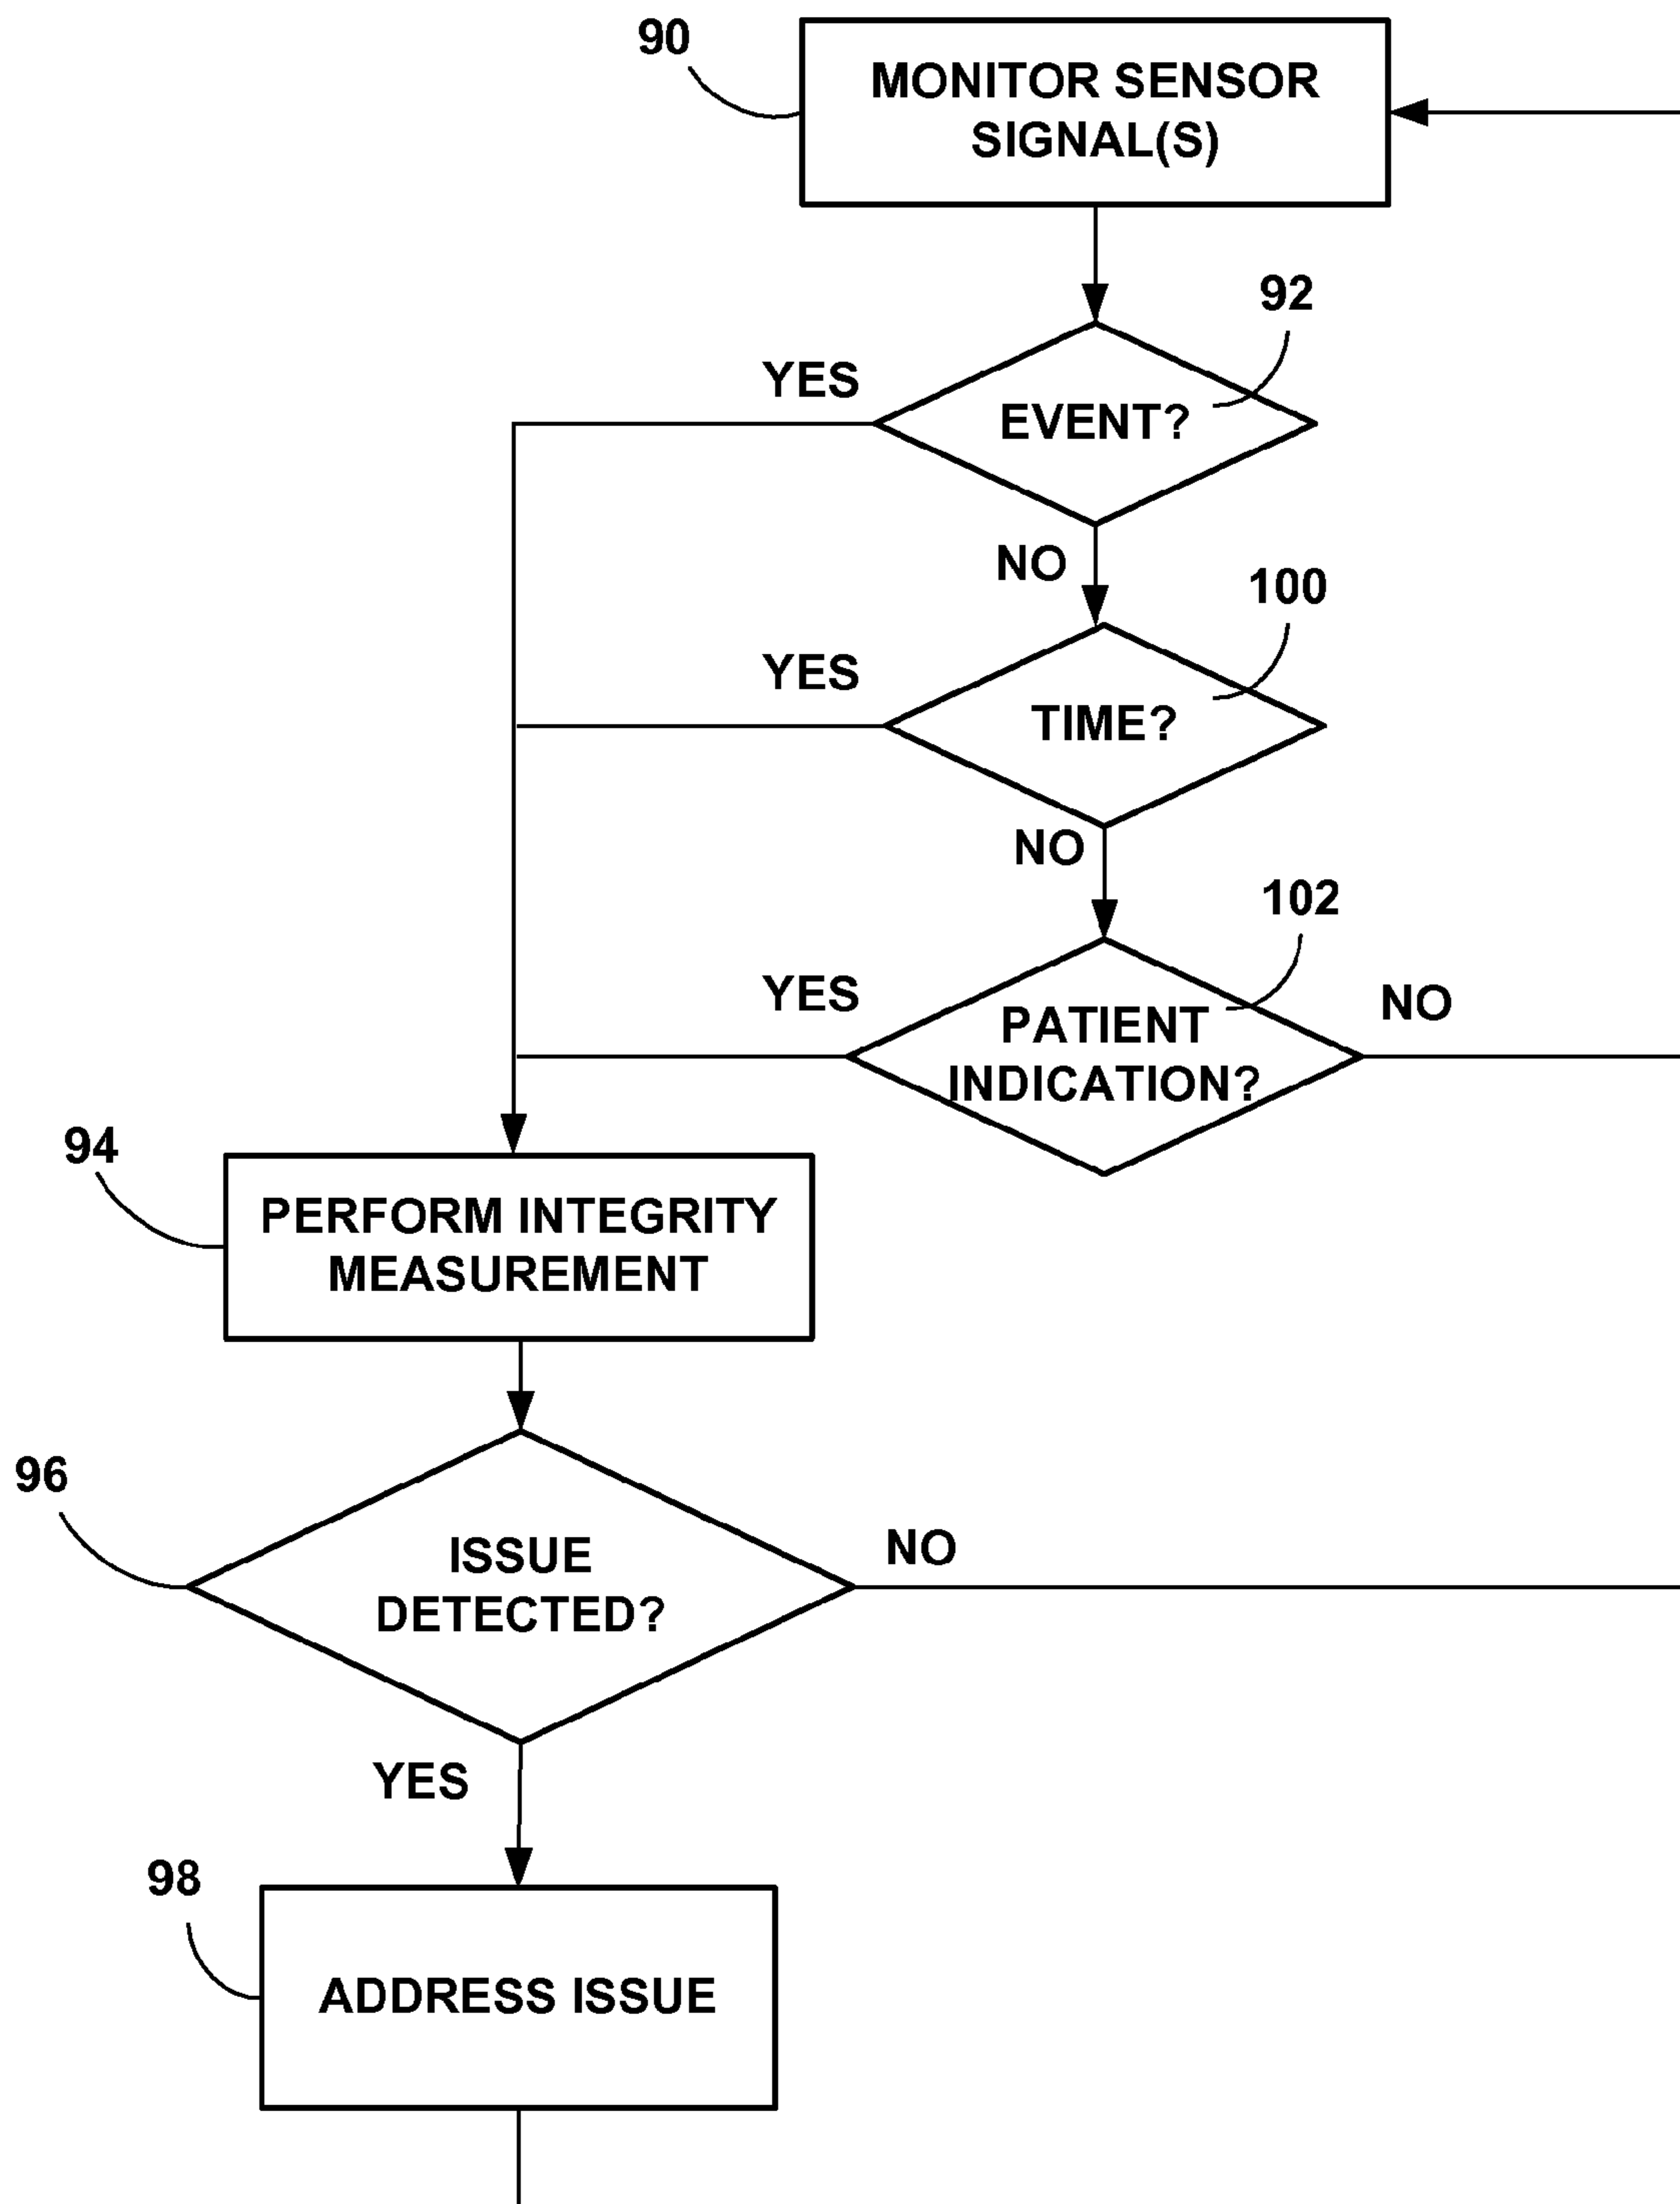 90
MONITOR SENSOR
SIGNAL(S)
92
YES
EVENT?
NO
100
YES
TIME?
NO
102
YES
NO
PATIENT
INDICATION?
94
PERFORM INTEGRITY
MEASUREMENT
96
NO
ISSUE
DETECTED?
YES
98
ADDRESS ISSUE